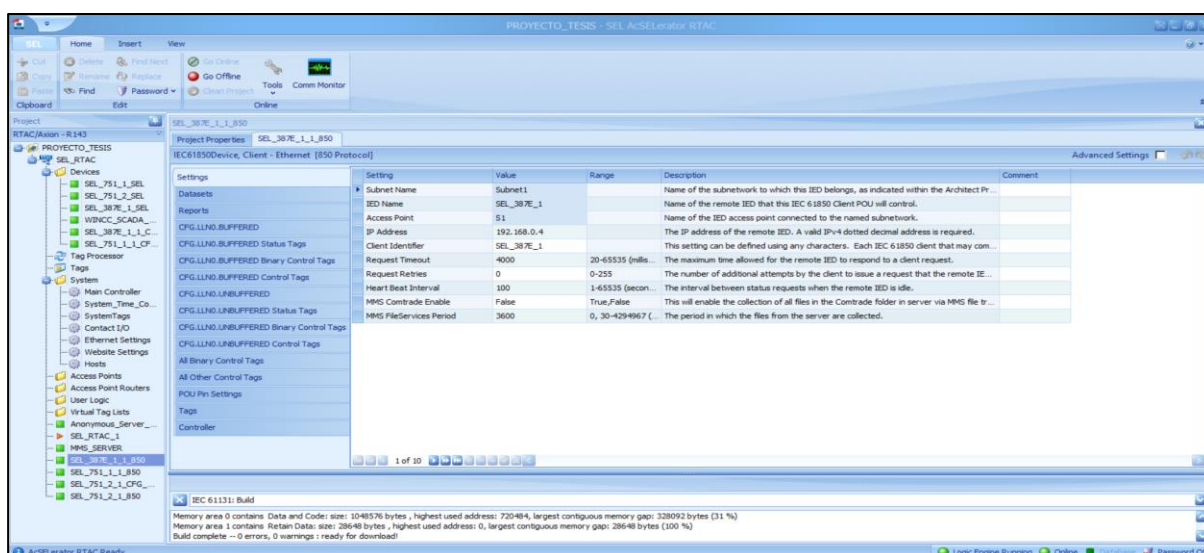 PROYECTO_TESIS - SEL AcSELerator RTAC
SEL Home Insert View
Cut Delete Find Next Go Online
Copy Rename Replace Go Offline
Paste Find Password Clean Project Tools Comm Monitor
Clipboard Edit Online
Project
RTAC/Axion - R143
PROYECTO_TESIS
SEL_RTAC
Devices
SEL_751_1_SEL
SEL_751_2_SEL
SEL_387E_1_SEL
WINCC_SCADA_...
SEL_387E_1_1_C...
SEL_751_1_1_CF...
Tag Processor
Tags
System
Main Controller
System_Time_Co...
SystemTags
Contact I/O
Ethernet Settings
Website Settings
Hosts
Access Points
Access Point Routers
User Logic
Virtual Tag Lists
Anonymous_Server_...
SEL_RTAC_1
MMS_SERVER
SEL_387E_1_1_850
SEL_751_1_1_850
SEL_751_2_1_CFG_...
SEL_751_2_1_850
SEL_387E_1_1_850
Project Properties SEL_387E_1_1_850
IEC61850Device, Client - Ethernet [850 Protocol] Advanced Settings
Settings
Datasets
Reports
CFG.LLN0.BUFFERED
CFG.LLN0.BUFFERED Status Tags
CFG.LLN0.BUFFERED Binary Control Tags
CFG.LLN0.BUFFERED Control Tags
CFG.LLN0.UNBUFFERED
CFG.LLN0.UNBUFFERED Status Tags
CFG.LLN0.UNBUFFERED Binary Control Tags
CFG.LLN0.UNBUFFERED Control Tags
All Binary Control Tags
All Other Control Tags
POU Pin Settings
Tags
Controller
Setting Value Range Description Comment
Subnet Name Subnet1 Name of the subnetwork to which this IED belongs, as indicated within the Architect Pr...
IED Name SEL_387E_1 Name of the remote IED that this IEC 61850 Client POU will control.
Access Point S1 Name of the IED access point connected to the named subnetwork.
IP Address 192.168.0.4 The IP address of the remote IED. A valid IPv4 dotted decimal address is required.
Client Identifier SEL_387E_1 This setting can be defined using any characters. Each IEC 61850 client that may com...
Request Timeout 4000 20-65535 (millis... The maximum time allowed for the remote IED to respond to a client request.
Request Retries 0 0-255 The number of additional attempts by the client to issue a request that the remote IE...
Heart Beat Interval 100 1-65535 (secon... The interval between status requests when the remote IED is idle.
MMS Comtrade Enable False True,False This will enable the collection of all files in the Comtrade folder in server via MMS file tr...
MMS FileServices Period 3600 0, 30-4294967 (... The period in which the files from the server are collected.
1 of 10
IEC 61131: Build
Memory area 0 contains Data and Code: size: 1048576 bytes , highest used address: 720484, largest contiguous memory gap: 328092 bytes (31 %)
Memory area 1 contains Retain Data: size: 28648 bytes , highest used address: 0, largest contiguous memory gap: 28648 bytes (100 %)
Build complete -- 0 errors, 0 warnings : ready for download!
AcSELerator RTAC Ready Logic Engine Running Online Database Password